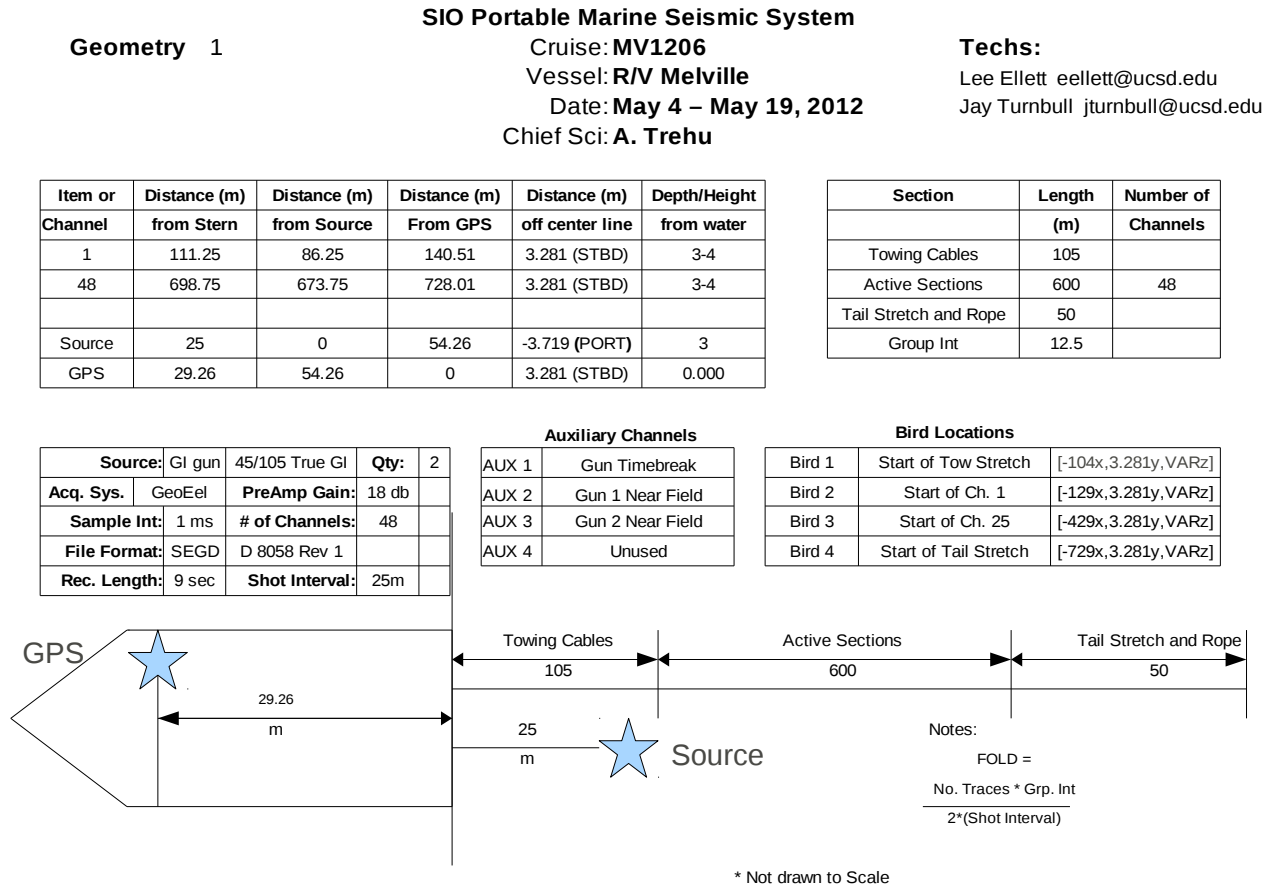 SIO Portable Marine Seismic System
Geometry 1
Cruise: MV1206
Vessel: R/V Melville
Date: May 4 – May 19, 2012
Chief Sci: A. Trehu
Techs:
Lee Ellett eellett@ucsd.edu
Jay Turnbull jturnbull@ucsd.edu
Item or Distance (m) Distance (m) Distance (m) Distance (m) Depth/Height
Channel from Stern from Source From GPS off center line from water
1 111.25 86.25 140.51 3.281 (STBD) 3-4
48 698.75 673.75 728.01 3.281 (STBD) 3-4
Source 25 0 54.26 -3.719 (PORT) 3
GPS 29.26 54.26 0 3.281 (STBD) 0.000
Section Length Number of
(m) Channels
Towing Cables 105
Active Sections 600 48
Tail Stretch and Rope 50
Group Int 12.5
Source: GI gun 45/105 True GI Qty: 2
Acq. Sys. GeoEel PreAmp Gain: 18 db
Sample Int: 1 ms # of Channels: 48
File Format: SEGD D 8058 Rev 1
Rec. Length: 9 sec Shot Interval: 25m
Auxiliary Channels
AUX 1 Gun Timebreak
AUX 2 Gun 1 Near Field
AUX 3 Gun 2 Near Field
AUX 4 Unused
Bird Locations
Bird 1 Start of Tow Stretch [-104x,3.281y,VARz]
Bird 2 Start of Ch. 1 [-129x,3.281y,VARz]
Bird 3 Start of Ch. 25 [-429x,3.281y,VARz]
Bird 4 Start of Tail Stretch [-729x,3.281y,VARz]
GPS
29.26
m
Towing Cables
105
Active Sections
600
Tail Stretch and Rope
50
25
m
Source
Notes:
FOLD =
No. Traces * Grp. Int
2*(Shot Interval)
* Not drawn to Scale